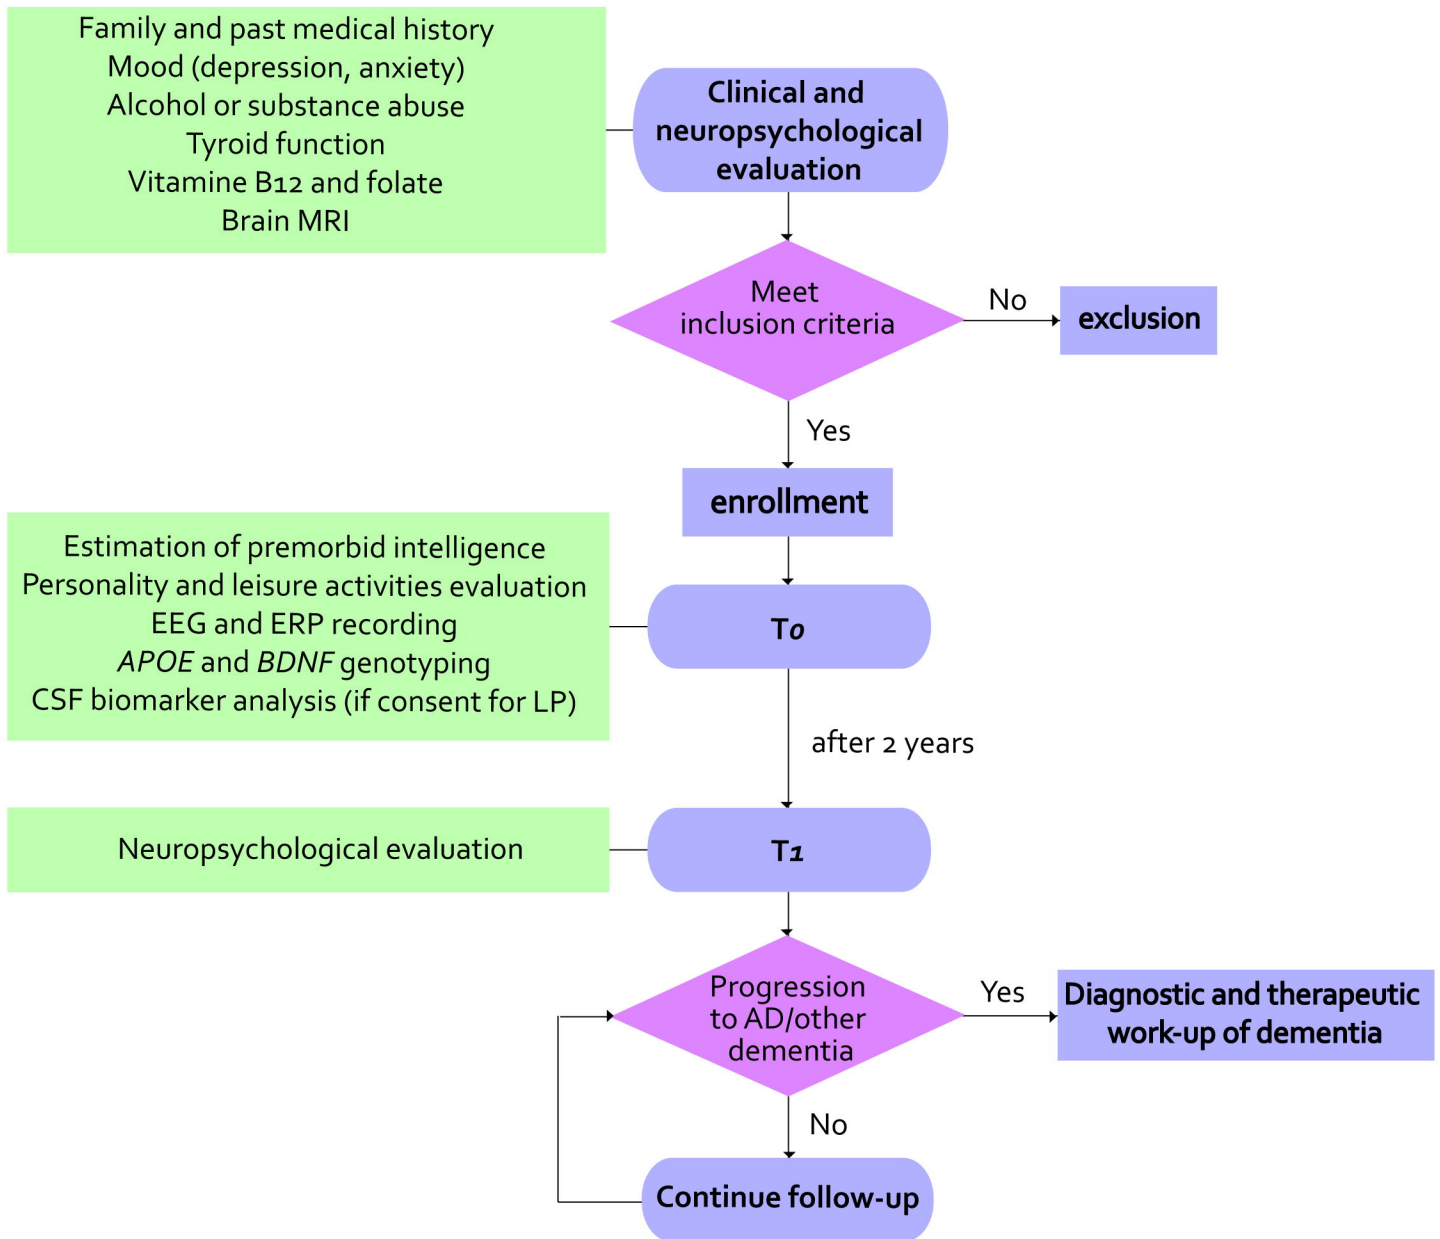 Family and past medical history
Mood (depression, anxiety)
Alcohol or substance abuse
Tyroid function
Vitamine B12 and folate
Brain MRI
Clinical and
neuropsychological
evaluation
Meet
inclusion criteria
No
exclusion
Yes
enrollment
Estimation of premorbid intelligence
Personality and leisure activities evaluation
EEG and ERP recording
APOE and BDNF genotyping
CSF biomarker analysis (if consent for LP)
T0
after 2 years
Neuropsychological evaluation
T1
Progression
to AD/other
dementia
Yes
Diagnostic and therapeutic
work-up of dementia
No
Continue follow-up